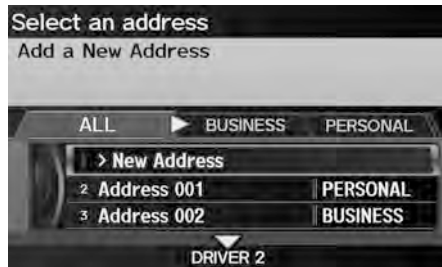 Select an address
Add a New Address
ALL BUSINESS PERSONAL
> New Address
2 Address 001 PERSONAL
3 Address 002 BUSINESS
DRIVER 2